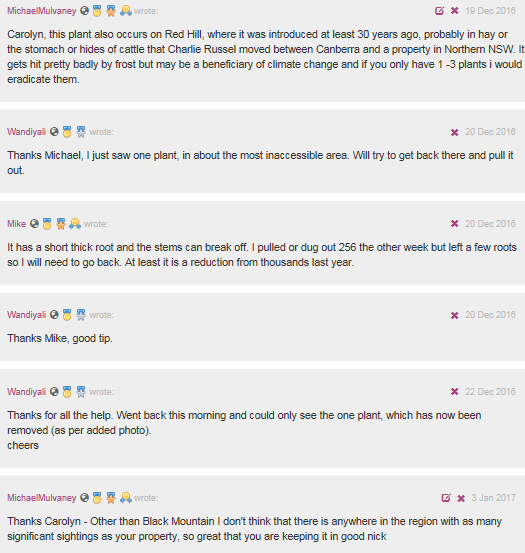 MichaelMulvaney wrote: 19 Dec 2016
Carolyn, this plant also occurs on Red Hill, where it was introduced at least 30 years ago, probably in hay or
the stomach or hides of cattle that Charlie Russel moved between Canberra and a property in Northern NSW. It
gets hit pretty badly by frost but may be a beneficiary of climate change and if you only have 1 -3 plants i would
eradicate them.
Wandiyali wrote: 20 Dec 2016
Thanks Michael, I just saw one plant, in about the most inaccessible area. Will try to get back there and pull it
out.
Mike wrote: 20 Dec 2016
It has a short thick root and the stems can break off. I pulled or dug out 256 the other week but left a few roots
so I will need to go back. At least it is a reduction from thousands last year.
Wandiyali wrote: 20 Dec 2016
Thanks Mike, good tip.
Wandiyali wrote: 22 Dec 2016
Thanks for all the help. Went back this morning and could only see the one plant, which has now been
removed (as per added photo).
cheers
MichaelMulvaney wrote: 3 Jan 2017
Thanks Carolyn - Other than Black Mountain I don't think that there is anywhere in the region with as many
significant sightings as your property, so great that you are keeping it in good nick